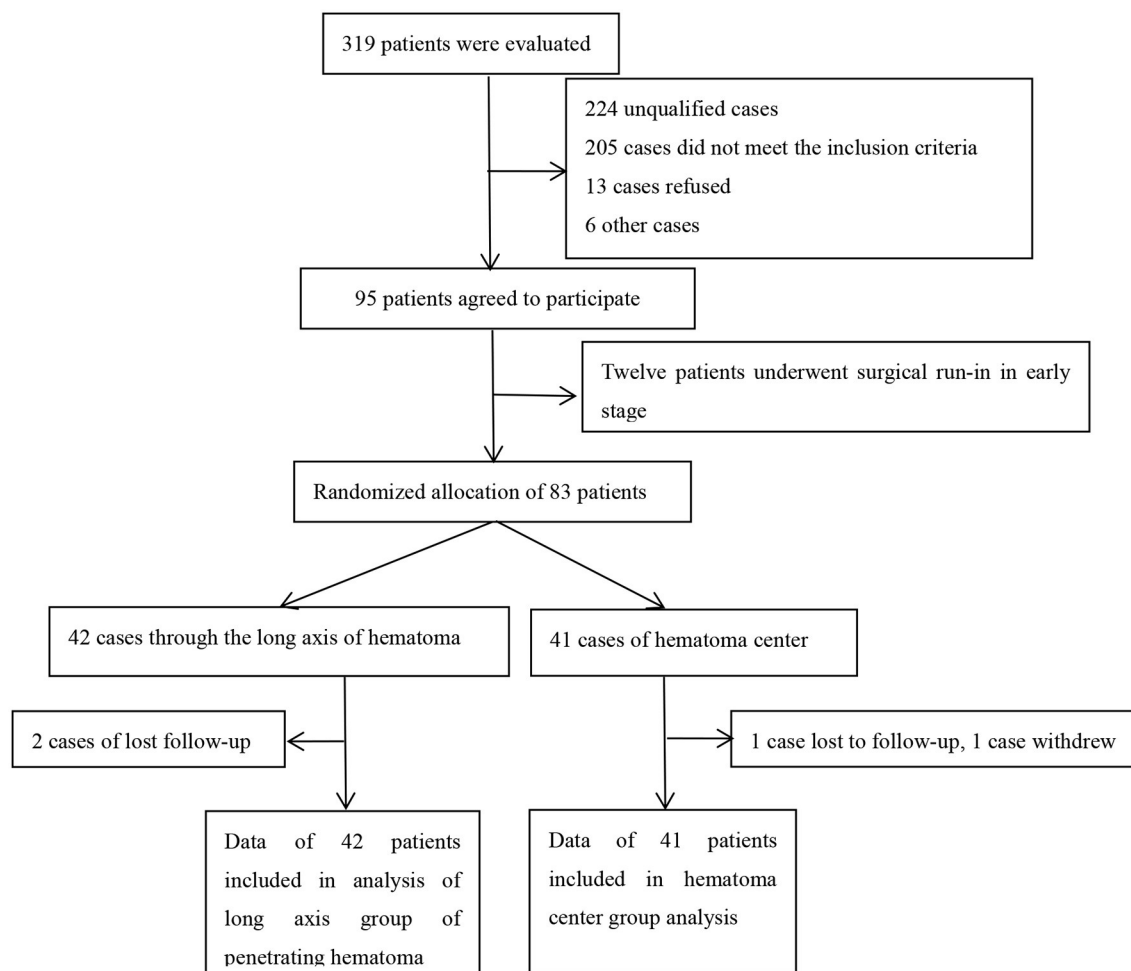 319 patients were evaluated
224 unqualified cases
205 cases did not meet the inclusion criteria
13 cases refused
6 other cases
95 patients agreed to participate
Twelve patients underwent surgical run-in in early
stage
Randomized allocation of 83 patients
42 cases through the long axis of hematoma
41 cases of hematoma center
2 cases of lost follow-up
1 case lost to follow-up, 1 case withdrew
Data of 42 patients
included in analysis of
long axis group of
penetrating hematoma
Data of 41 patients
included in hematoma
center group analysis